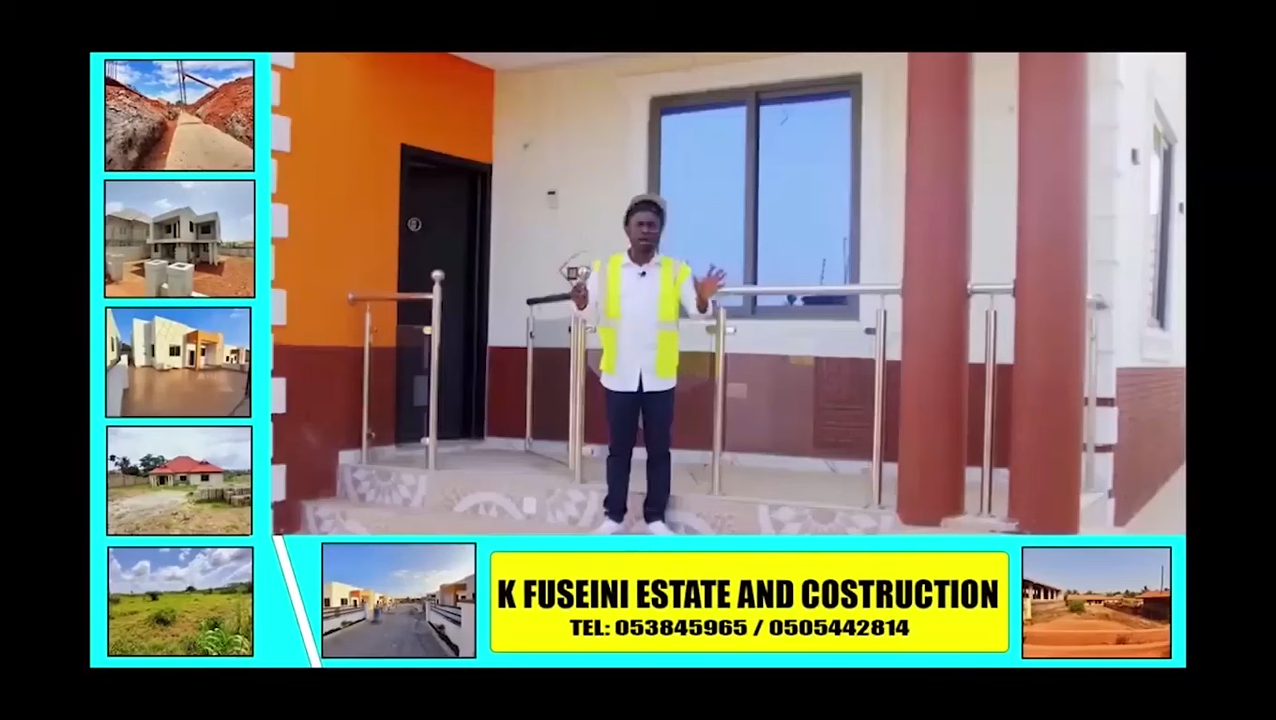 K FUSEINI ESTATE AND COSTRUCTION
TEL: 053845965 / 0505442814